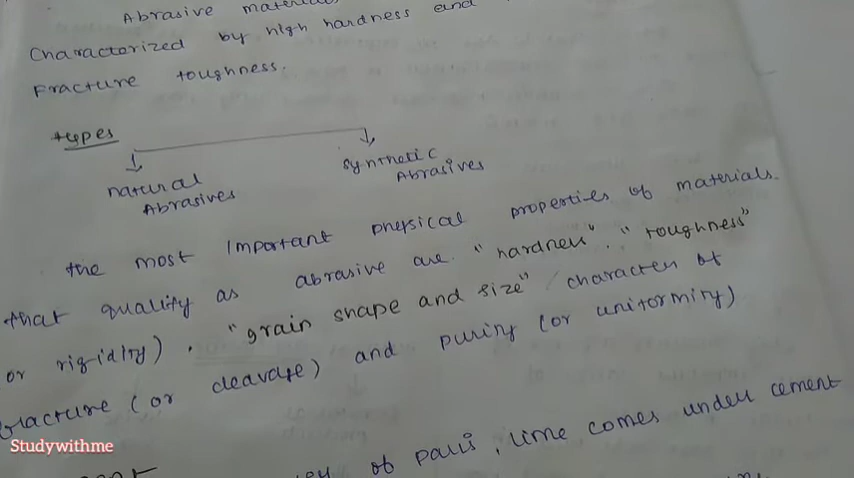 Abrasive
Characterized by high hardness and
Fracture toughness.
types
natural Abrasives
synthetic Abrasives
the most important physical properties of materials.
that quality as abrasive are "hardness". "toughness"
or rigidity). "grain shape and size" character of
fracture (or cleavage) and purity (or uniformity)
of paris, lime comes under cement
Studywithme